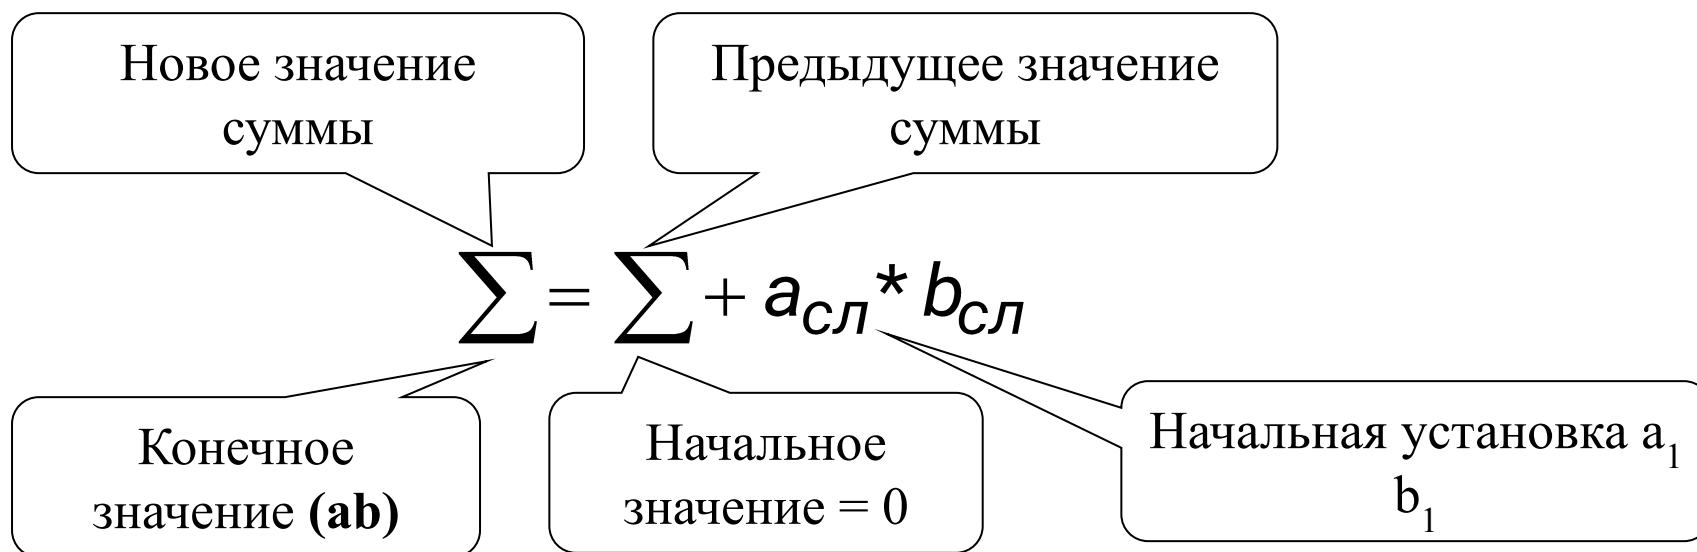 Новое значение
суммы
Предыдущее значение
суммы
∑ = ∑ + aсл* bсл
Конечное
значение (ab)
Начальное
значение = 0
Начальная установка a1
b1